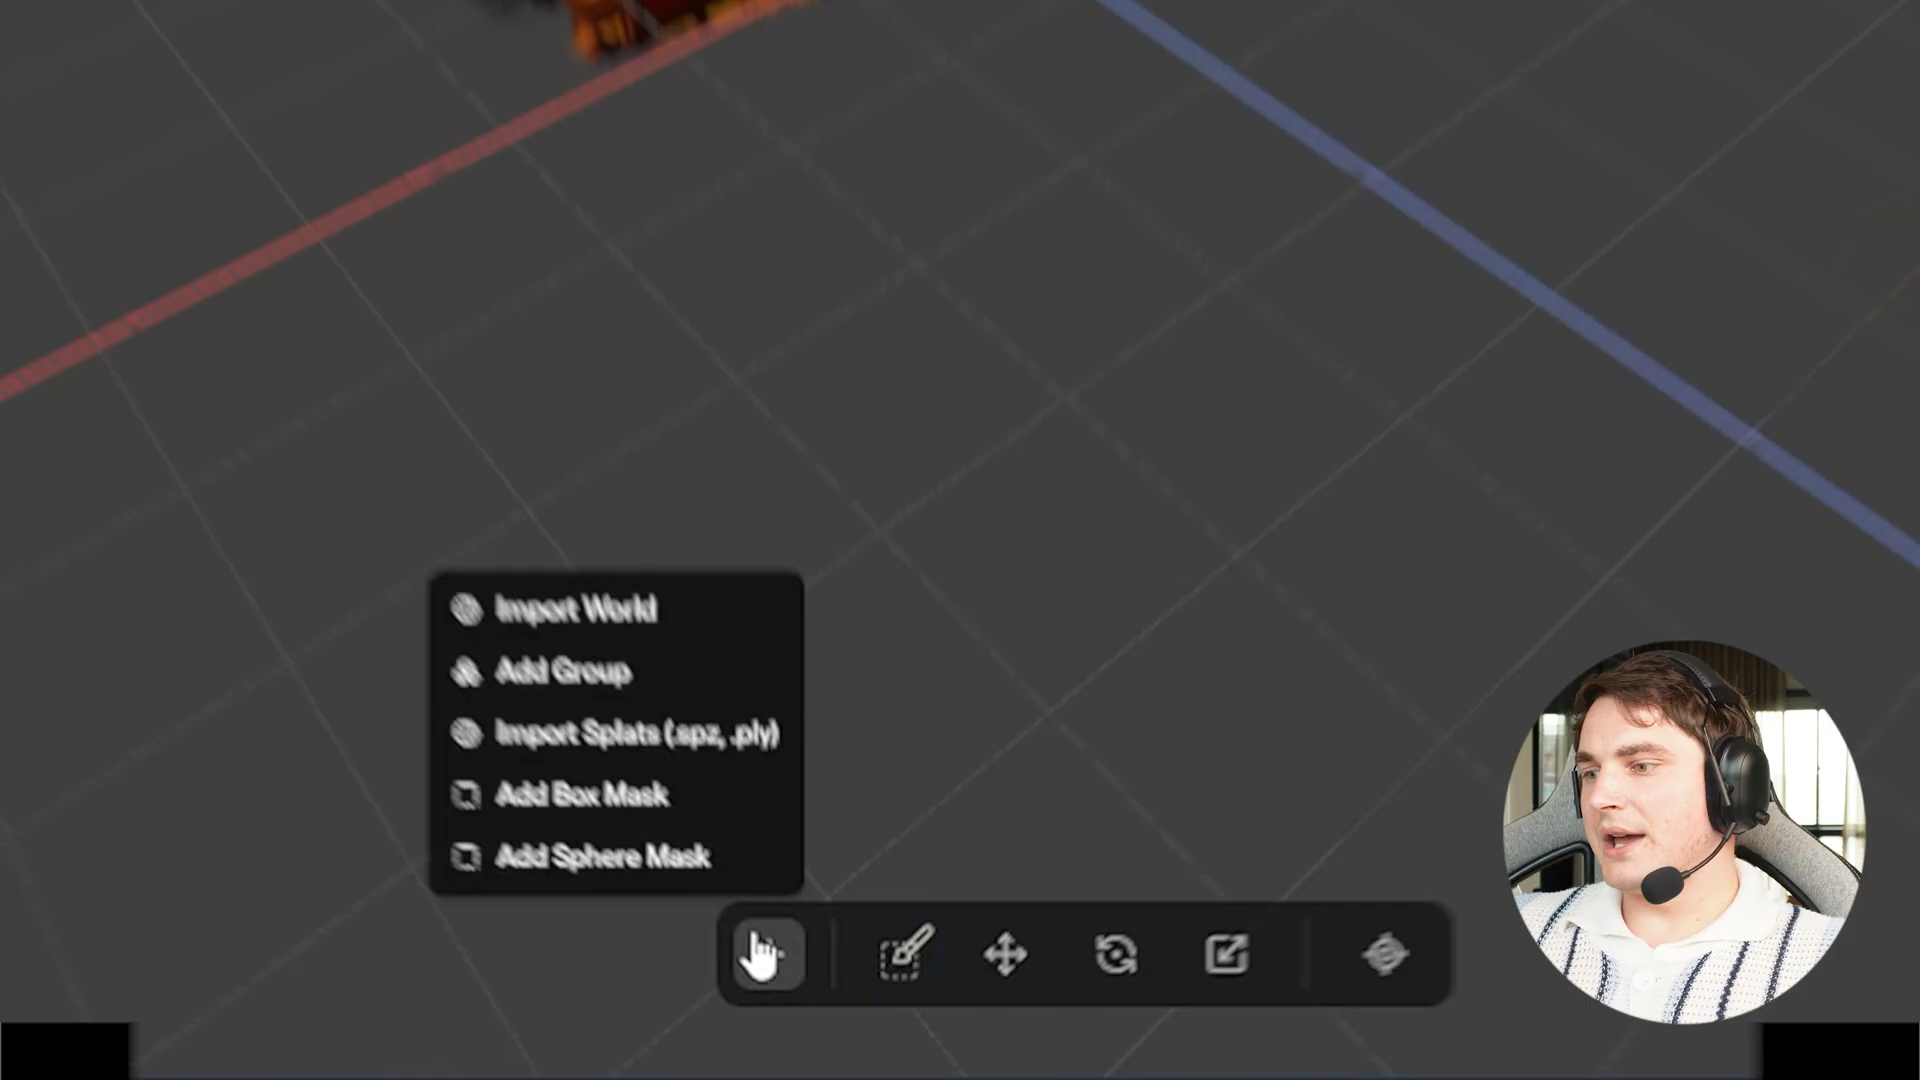 Import World
Add Group
Import Splats (.spz, .ply)
Add Box Mask
Add Sphere Mask